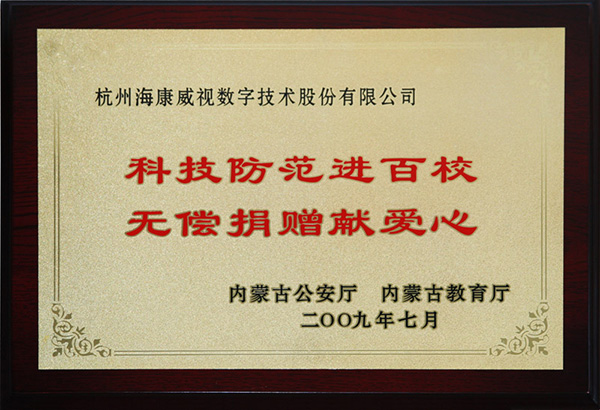 杭州海康威视数字技术股份有限公司
科技防范进百校
无偿捐赠献爱心
内蒙古公安厅 内蒙古教育厅
二〇〇九年七月